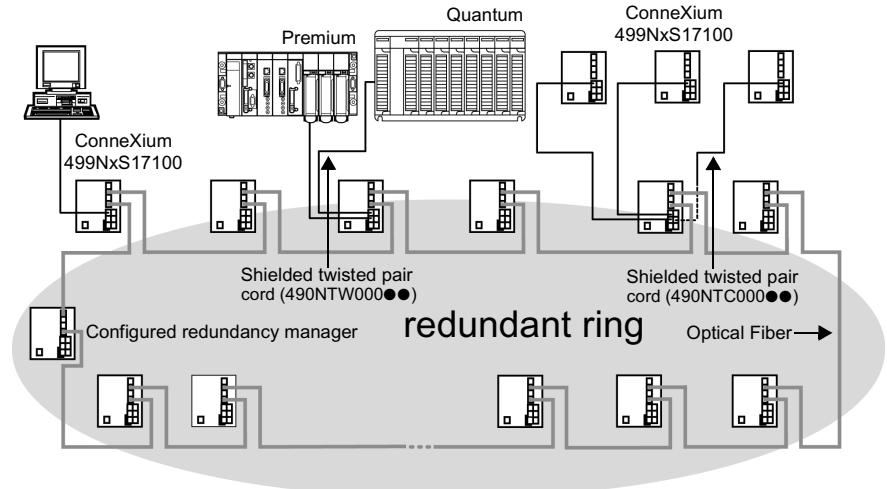 Quantum
Premium
ConneXium
499NxS17100
ConneXium
499NxS17100
Shielded twisted pair
cord (490NTW000●●)
Shielded twisted pair
cord (490NTC000●●)
Configured redundancy manager
redundant ring
Optical Fiber